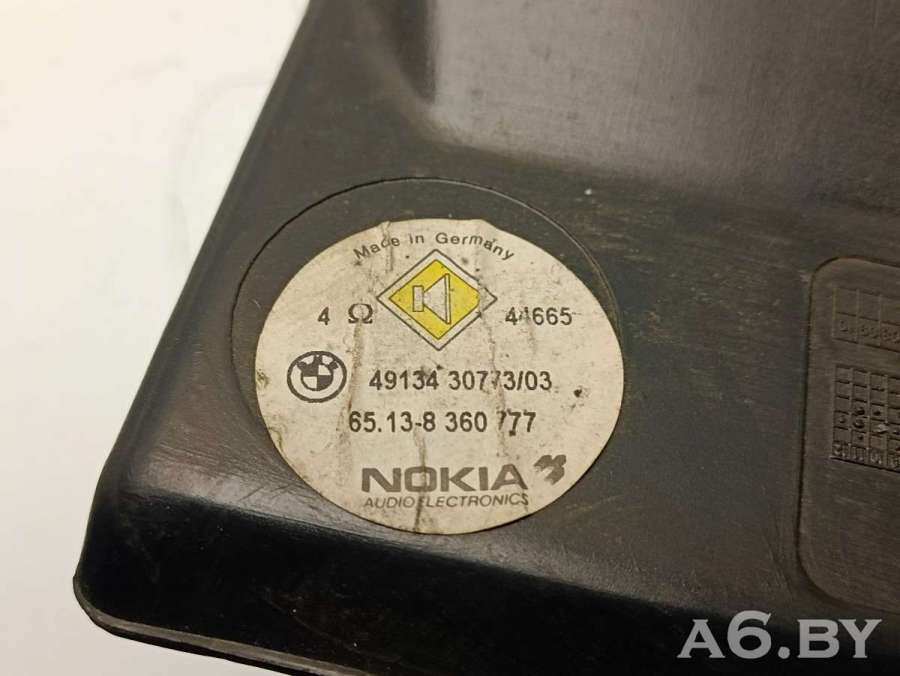 Made in Germany
4 Ω 44665
49134 30773/03
65.13-8 360 777
NOKIA
AUDIO ELECTRONICS
A6.BY